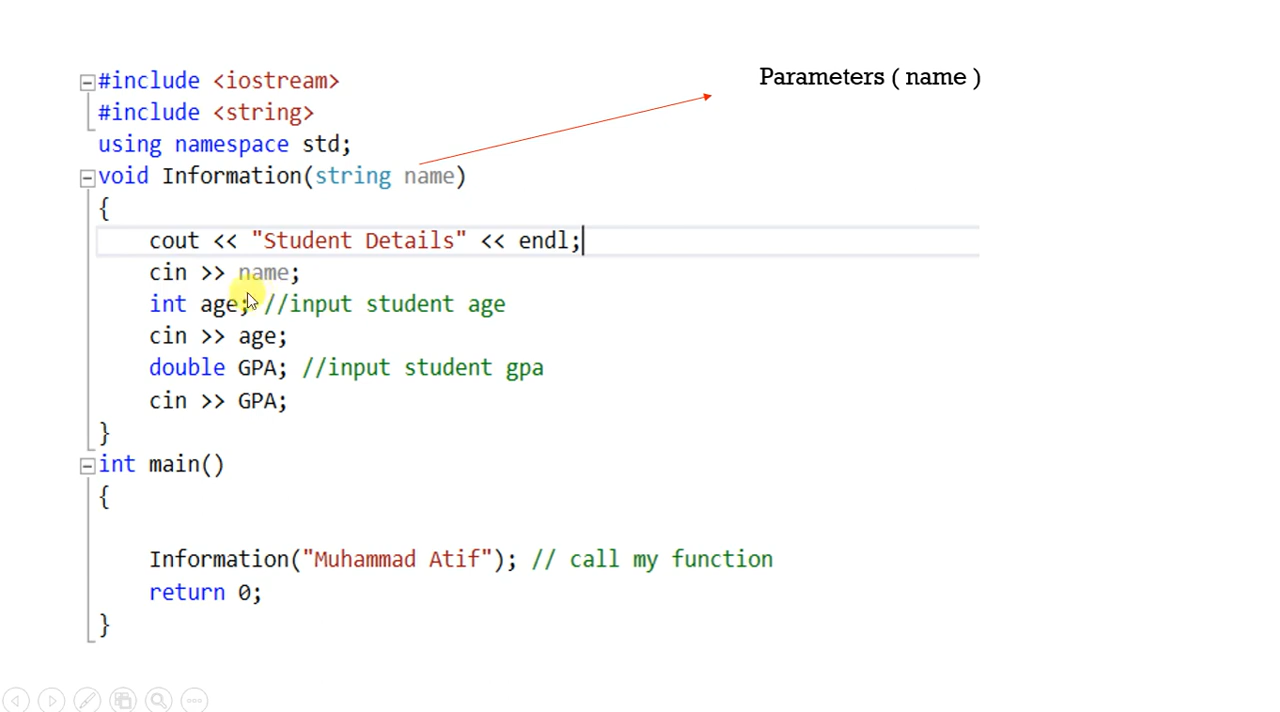 Parameters ( name )
#include <iostream>
#include <string>
using namespace std;
void Information(string name)
{
cout << "Student Details" << endl;
cin >> name;
int age; //input student age
cin >> age;
double GPA; //input student gpa
cin >> GPA;
}
int main()
{
Information("Muhammad Atif"); // call my function
return 0;
}